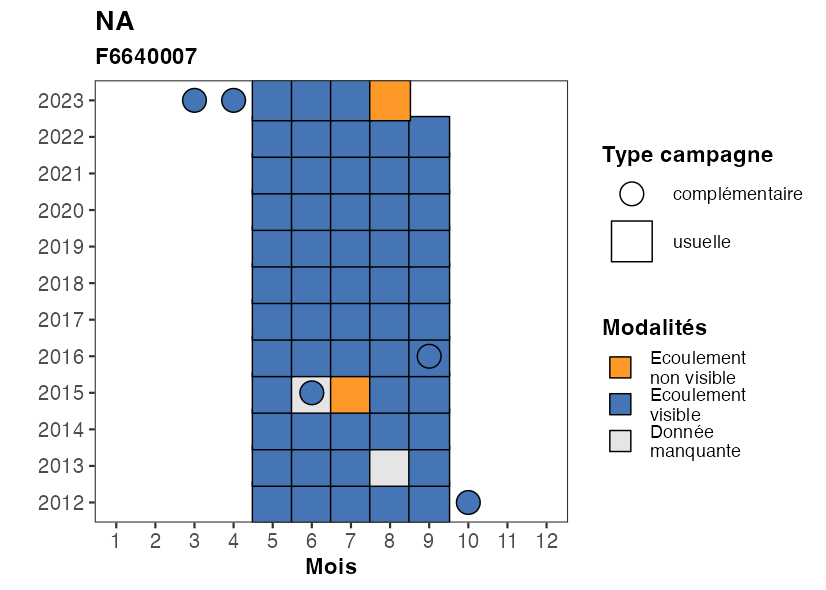 NA
F6640007
2023
2022
2021
2020
2019
2018
2017
2016
2015
2014
2013
2012
1 2 3 4 5 6 7 8 9 10 11 12
Mois
Type campagne
complémentaire
usuelle
Modalités
Ecoulement
non visible
Ecoulement
visible
Donnée
manquante